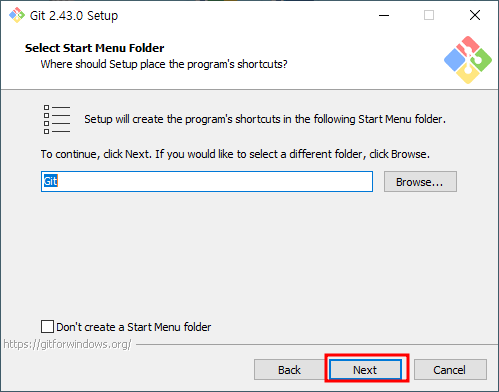 Git 2.43.0 Setup
Select Start Menu Folder
Where should Setup place the program's shortcuts?
Setup will create the program's shortcuts in the following Start Menu folder.
To continue, click Next. If you would like to select a different folder, click Browse.
Git
Browse...
Don't create a Start Menu folder
https://gitforwindows.org/
Back
Next
Cancel